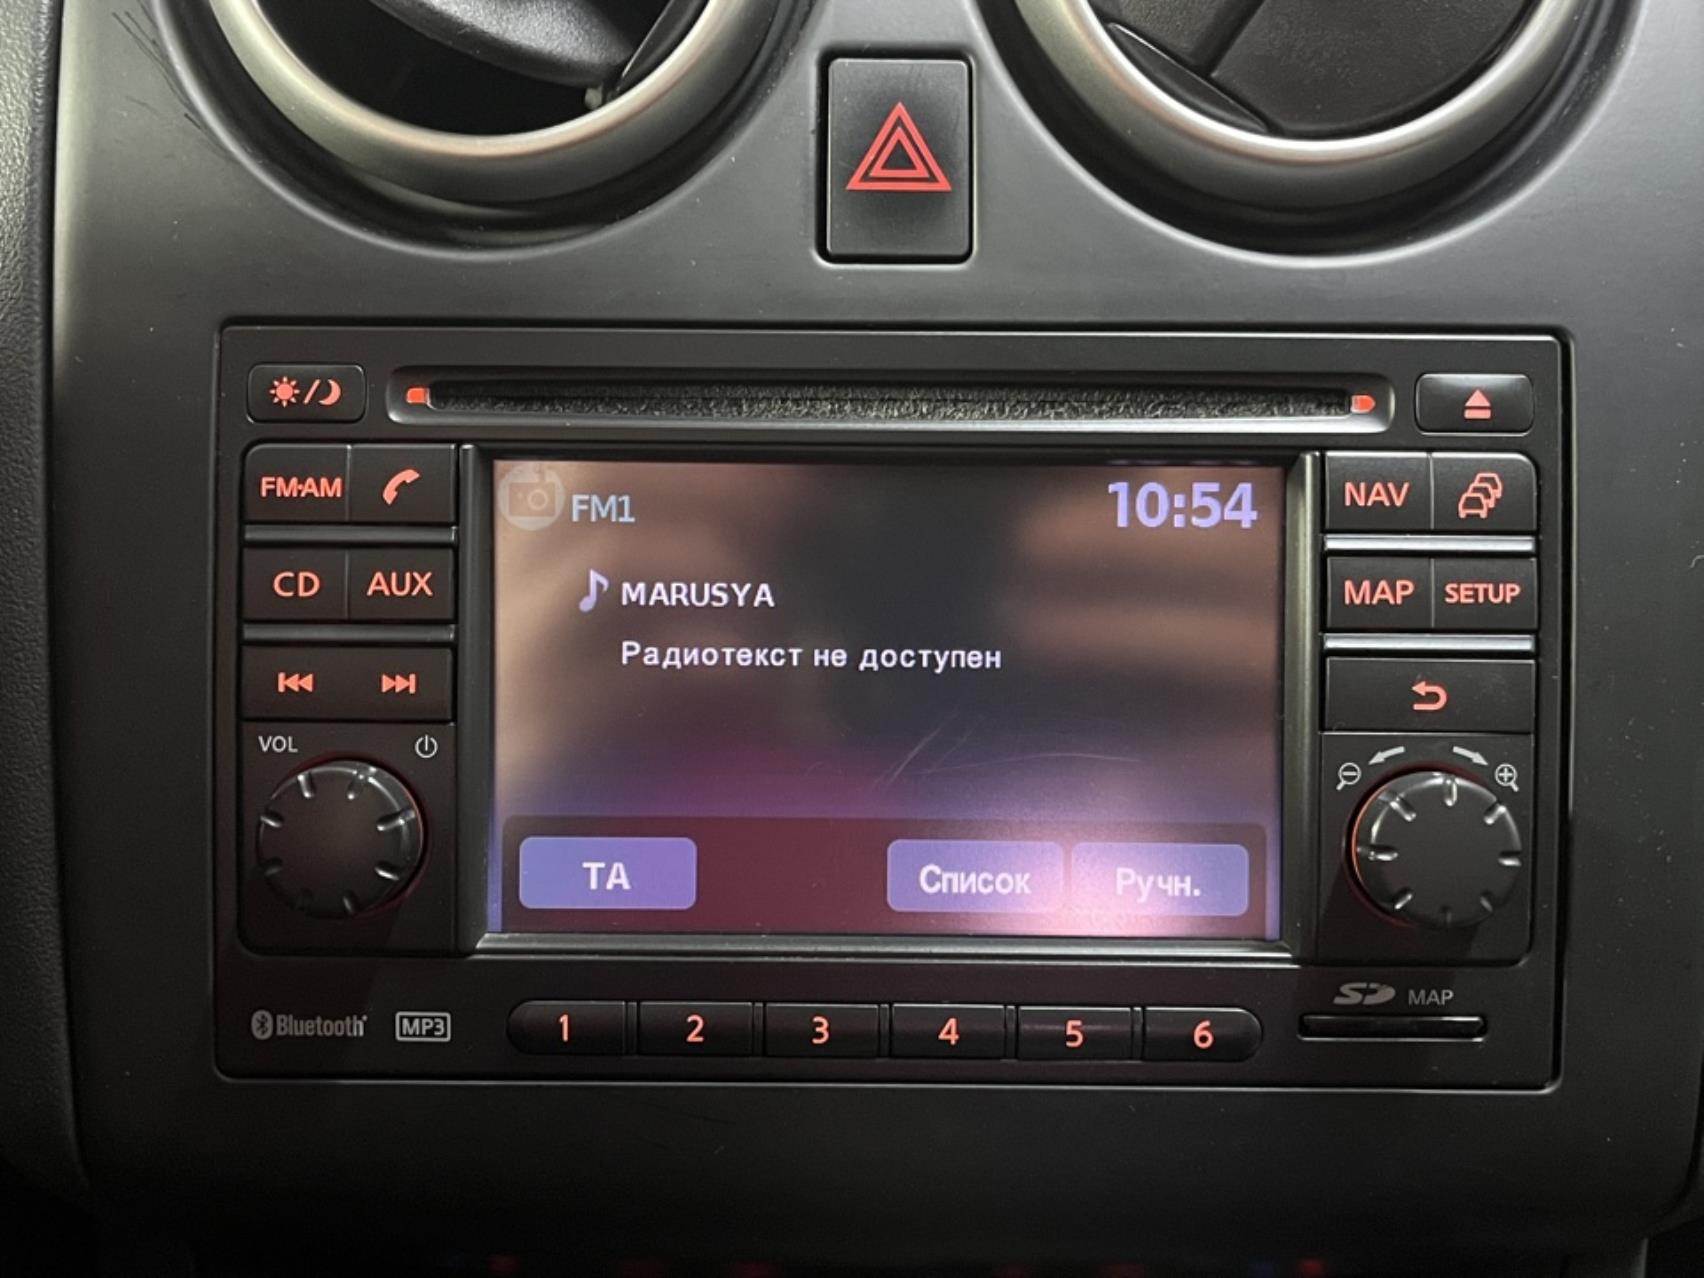 FM·AM
CD
AUX
VOL
FM1
10:54
MARUSYA
Радиотекст не доступен
TA
Список
Ручн.
NAV
MAP
SETUP
Bluetooth
MP3
1
2
3
4
5
6
SD MAP